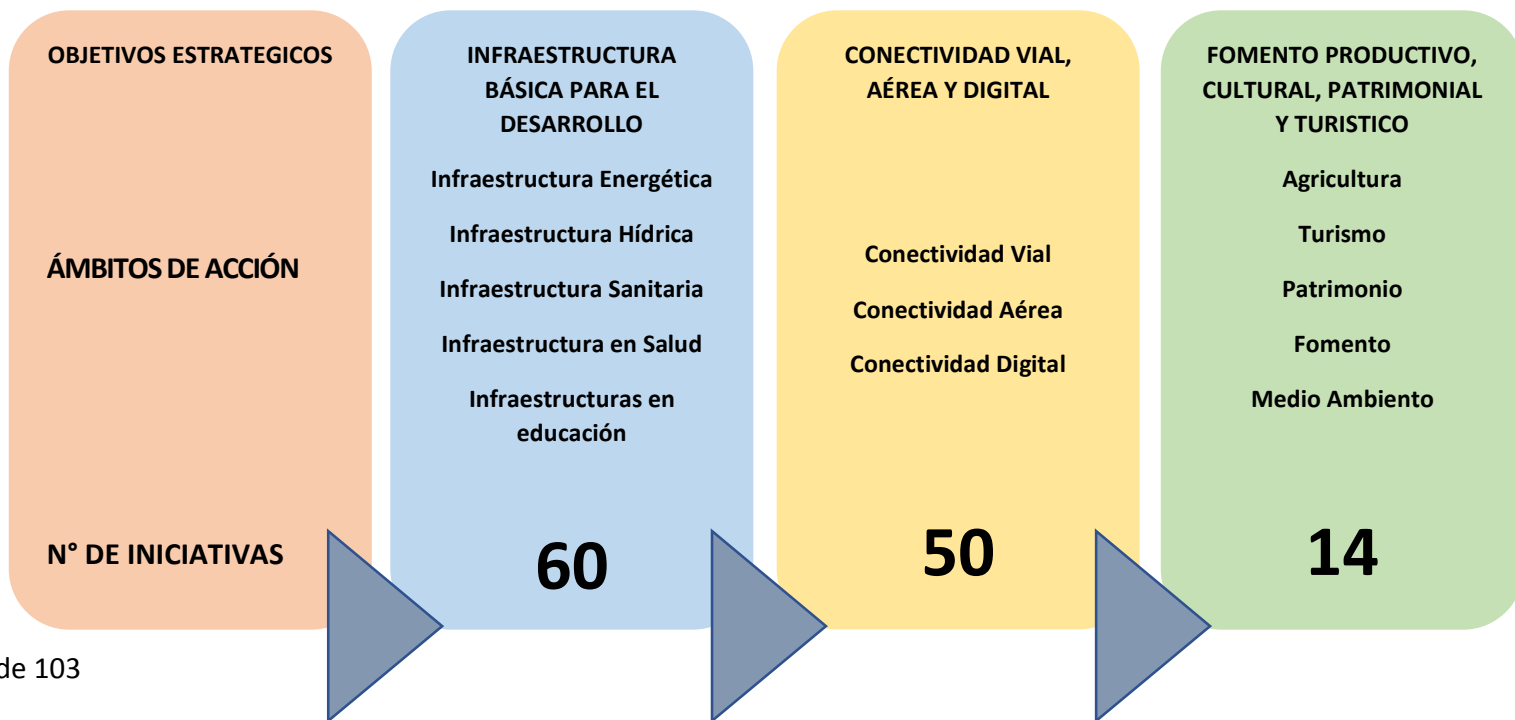 OBJETIVOS ESTRATEGICOS
ÁMBITOS DE ACCIÓN
N° DE INICIATIVAS
INFRAESTRUCTURA
BÁSICA PARA EL
DESARROLLO
Infraestructura Energética
Infraestructura Hídrica
Infraestructura Sanitaria
Infraestructura en Salud
Infraestructuras en
educación
60
CONECTIVIDAD VIAL,
AÉREA Y DIGITAL
Conectividad Vial
Conectividad Aérea
Conectividad Digital
50
FOMENTO PRODUCTIVO,
CULTURAL, PATRIMONIAL
Y TURISTICO
Agricultura
Turismo
Patrimonio
Fomento
Medio Ambiente
14
de 103